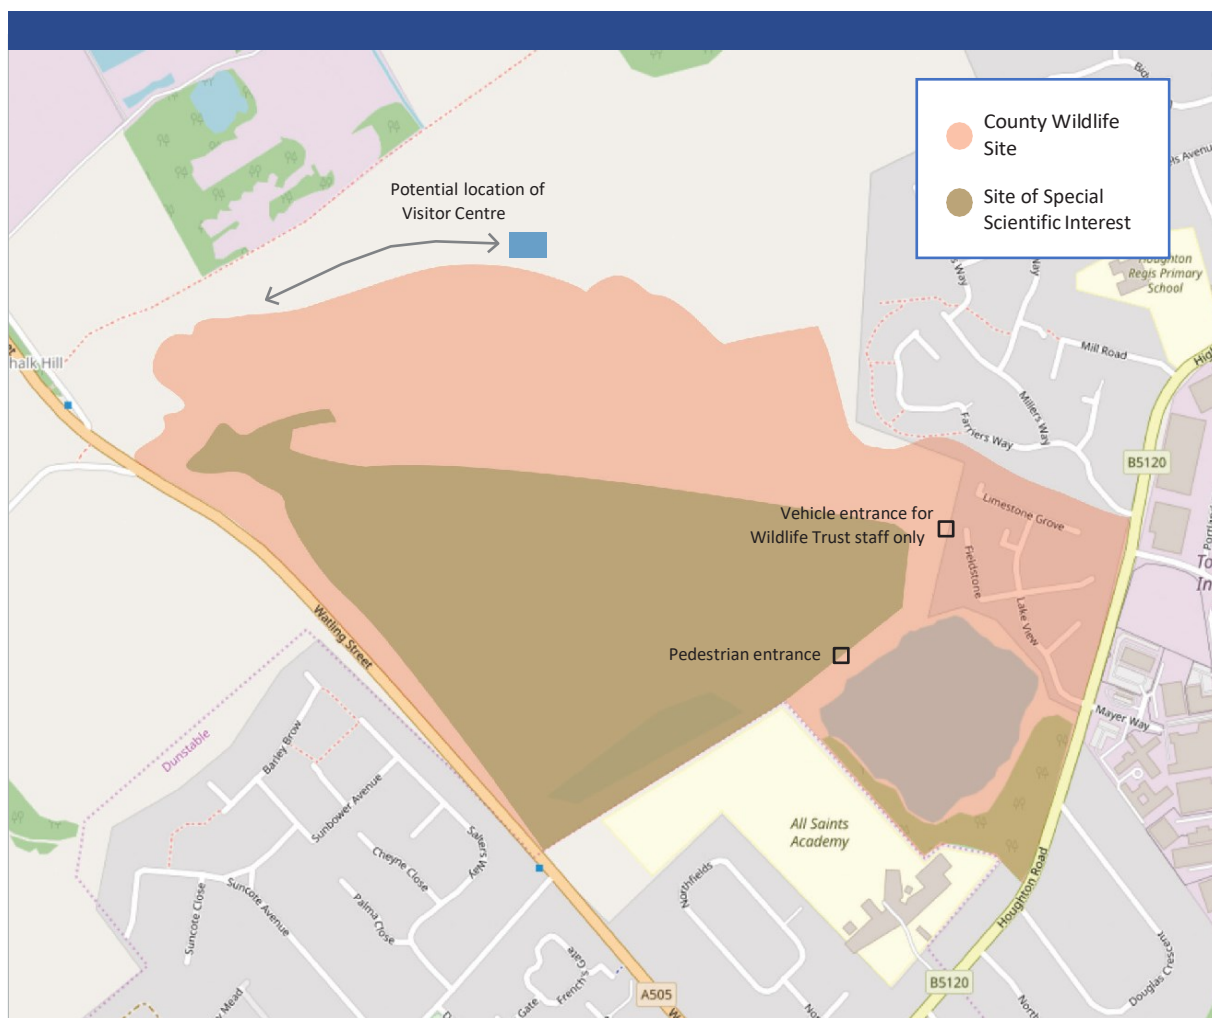 County Wildlife
Site
Site of Special
Scientific Interest
Potential location of
Visitor Centre
Houghton
Regis Primary
School
Mill Road
Millers Way
Farriers Way
B5120
halk Hill
Limestone Grove
Vehicle entrance for
Wildlife Trust staff only
Fieldstone
Lake View
Watling Street
Pedestrian entrance
Mayer Way
Dunstable
Barley Brow
Sunbower Avenue
Salters Way
Cheyne Close
All Saints
Academy
Suncote Close
Suncote Avenue
Palma Close
Northfields
Houghton Road
Douglas Crescent
French's Gate
Gate
Mead
A505
B5120